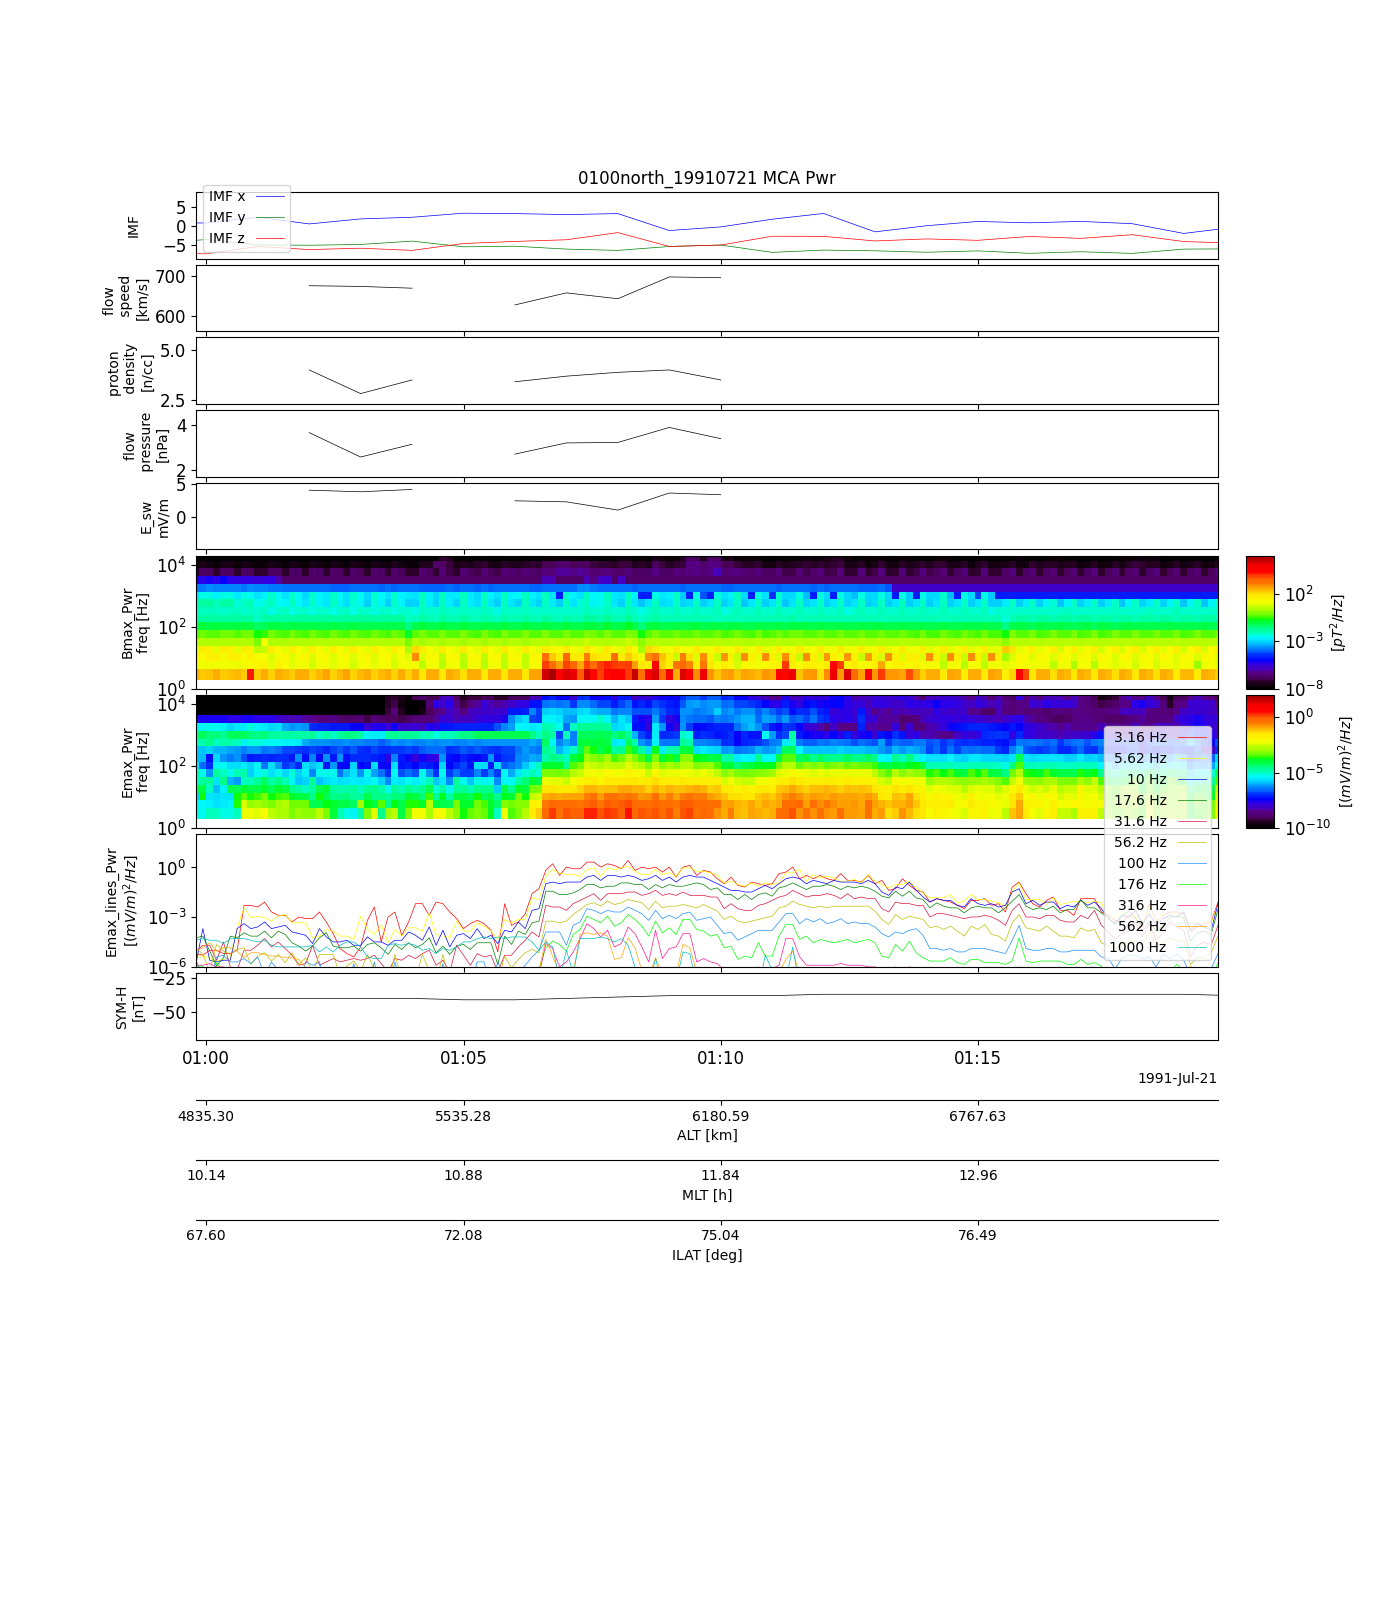 0100north_19910721 MCA Pwr
IMF
5
0
−5
IMF x
IMF y
IMF z
flow
speed
[km/s]
700
600
proton
density
[n/cc]
5.0
2.5
flow
pressure
[nPa]
4
2
E_sw
mV/m
5
0
Bmax_Pwr
freq [Hz]
10^4
10^2
10^0
10^2
10^−3
10^−8
[pT^2/Hz]
Emax_Pwr
freq [Hz]
10^4
10^2
10^0
10^0
10^−5
10^−10
[(mV/m)^2/Hz]
3.16 Hz
5.62 Hz
10 Hz
17.6 Hz
31.6 Hz
56.2 Hz
100 Hz
176 Hz
316 Hz
562 Hz
1000 Hz
Emax_lines_Pwr
[(mV/m)^2/Hz]
10^0
10^−3
10^−6
SYM-H
[nT]
−25
−50
01:00 01:05 01:10 01:15
1991-Jul-21
4835.30 5535.28 6180.59 6767.63
ALT [km]
10.14 10.88 11.84 12.96
MLT [h]
67.60 72.08 75.04 76.49
ILAT [deg]